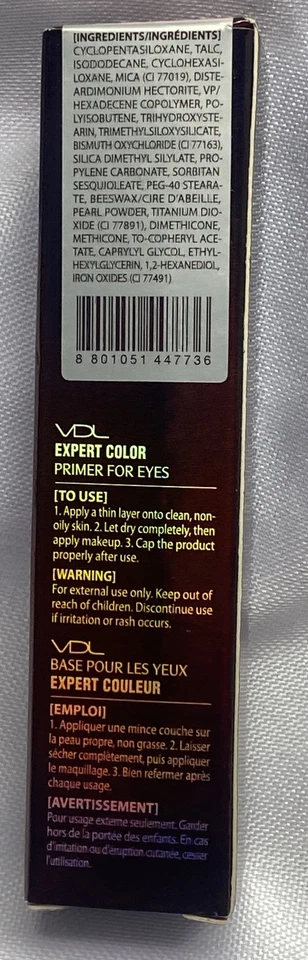 [INGREDIENTS/INGRÉDIENTS]
CYCLOPENTASILOXANE, TALC,
ISODODECANE, CYCLOHEXASI-
LOXANE, MICA (CI 77019), DISTE-
ARDIMONIUM HECTORITE, VP/
HEXADECENE COPOLYMER, PO-
LYISOBUTENE, TRIHYDROXYSTE-
ARIN, TRIMETHYLSILOXYSILICATE,
BISMUTH OXYCHLORIDE (CI 77163),
SILICA DIMETHYL SILYLATE, PRO-
PYLENE CARBONATE, SORBITAN
SESQUIOLEATE, PEG-40 STEARA-
TE, BEESWAX/CIRE D'ABEILLE,
PEARL POWDER, TITANIUM DIO-
XIDE (CI 77891), DIMETHICONE,
METHICONE, TO-COPHERYL ACE-
TATE, CAPRYLYL GLYCOL, ETHYL-
HEXYLGLYCERIN, 1,2-HEXANEDIOL,
IRON OXIDES (CI 77491)
8 801051 447736
VDL
EXPERT COLOR
PRIMER FOR EYES
[TO USE]
1. Apply a thin layer onto clean, non-
oily skin. 2. Let dry completely, then
apply makeup. 3. Cap the product
properly after use.
[WARNING]
For external use only. Keep out of
reach of children. Discontinue use
if irritation or rash occurs.
VDL
BASE POUR LES YEUX
EXPERT COULEUR
[EMPLOI]
1. Appliquer une mince couche sur
la peau propre, non grasse. 2. Laisser
sécher complètement, puis appliquer
le maquillage. 3. Bien refermer après
chaque usage.
[AVERTISSEMENT]
Pour usage externe seulement. Garder
hors de la portée des enfants. En cas
d'irritation ou d'éruption cutanée, cesser
l'utilisation.